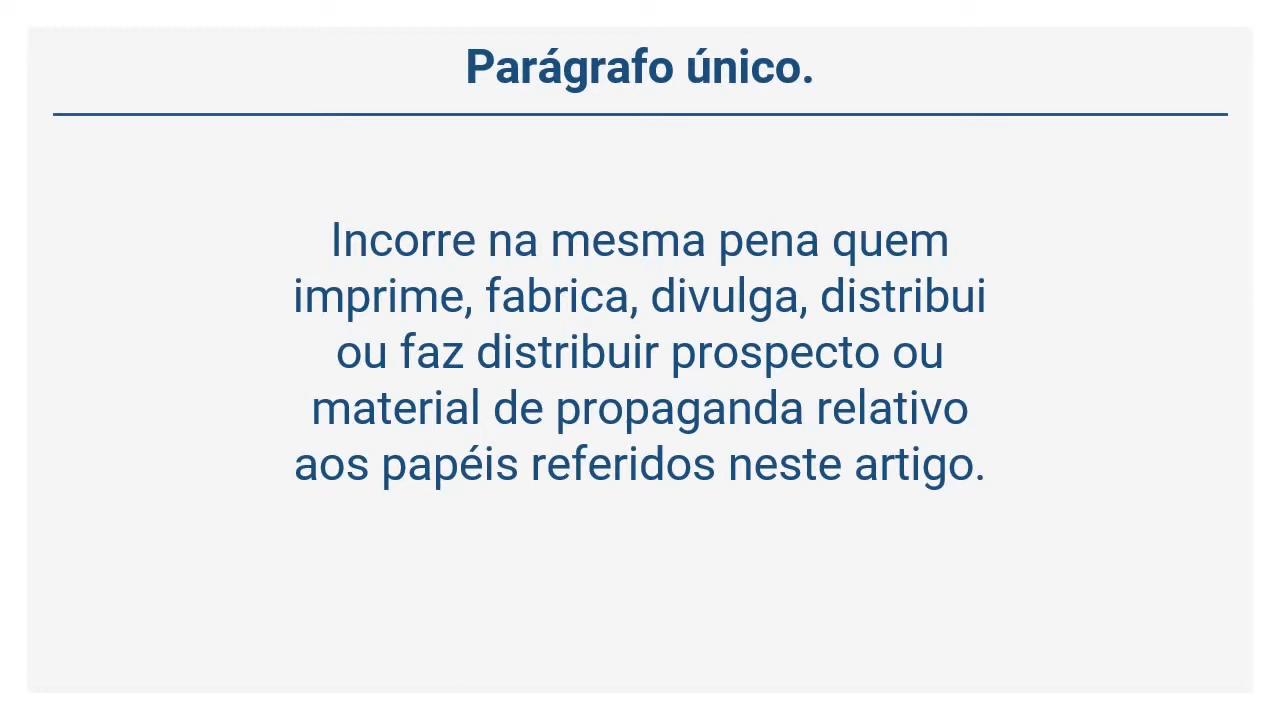 Parágrafo único.
Incorre na mesma pena quem
imprime, fabrica, divulga, distribui
ou faz distribuir prospecto ou
material de propaganda relativo
aos papéis referidos neste artigo.